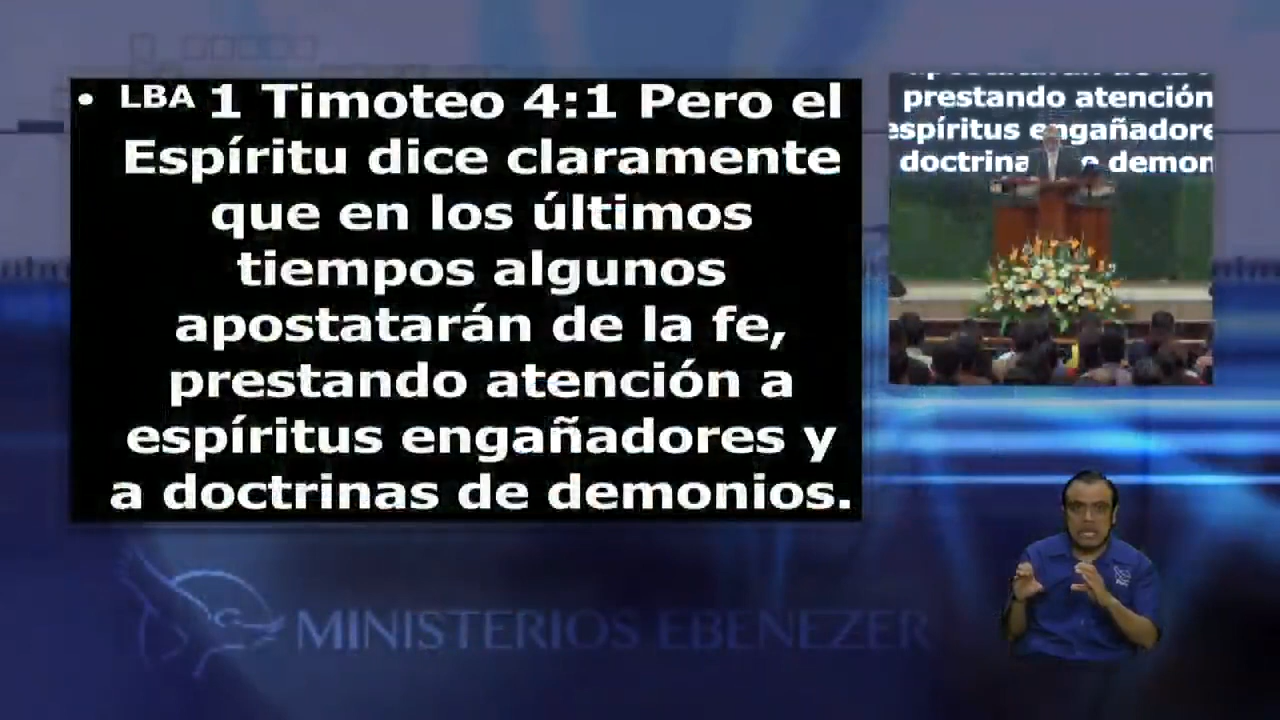 • LBA 1 Timoteo 4:1 Pero el
Espíritu dice claramente
que en los últimos
tiempos algunos
apostatarán de la fe,
prestando atención a
espíritus engañadores y
a doctrinas de demonios.
prestando atención
espíritus engañadore
doctrina e demon
MINISTERIOS EBENEZER